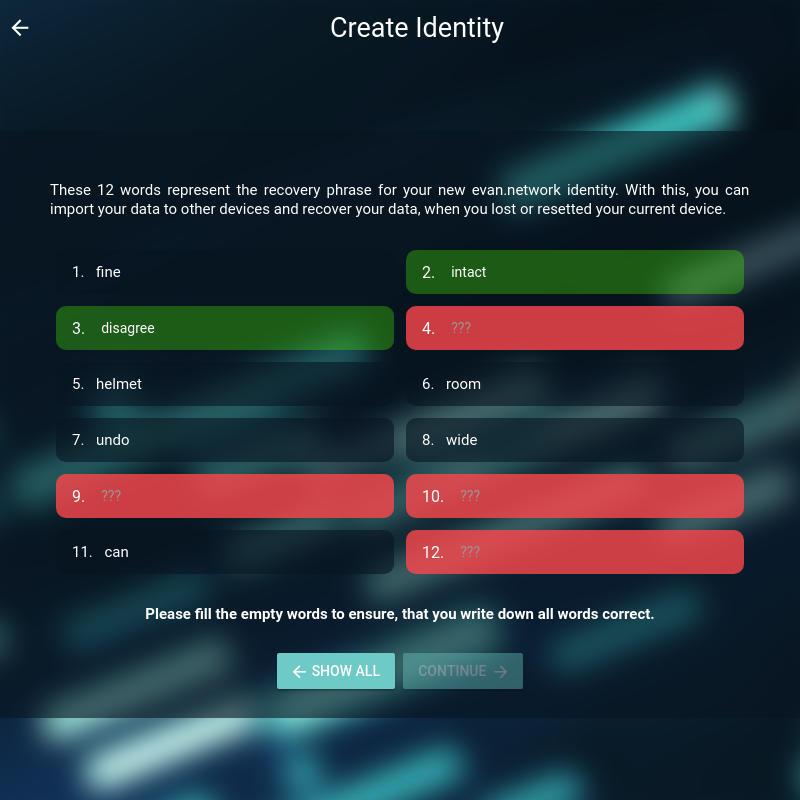 Create Identity
These 12 words represent the recovery phrase for your new evan.network identity. With this, you can
import your data to other devices and recover your data, when you lost or resetted your current device.
1. fine
2. intact
3. disagree
4. ???
5. helmet
6. room
7. undo
8. wide
9. ???
10. ???
11. can
12. ???
Please fill the empty words to ensure, that you write down all words correct.
SHOW ALL
CONTINUE